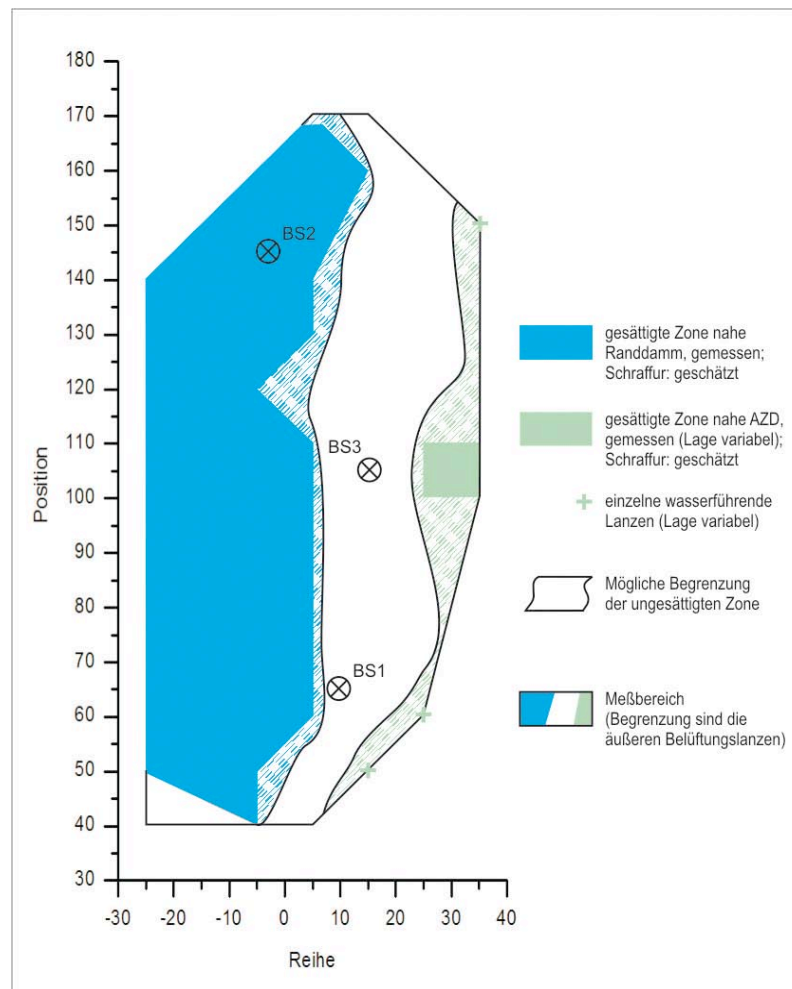 180
170
160
150
140
130
120
110
100
90
80
70
60
50
40
30
Position
-30
-20
-10
0
10
20
30
40
Reihe
BS2
BS3
BS1
gesättigte Zone nahe
Randdamm, gemessen;
Schraffur: geschätzt
gesättigte Zone nahe AZD,
gemessen (Lage variabel);
Schraffur: geschätzt
einzelne wasserführende
Lanzen (Lage variabel)
Mögliche Begrenzung
der ungesättigten Zone
Meßbereich
(Begrenzung sind die
äußeren Belüftungslanzen)